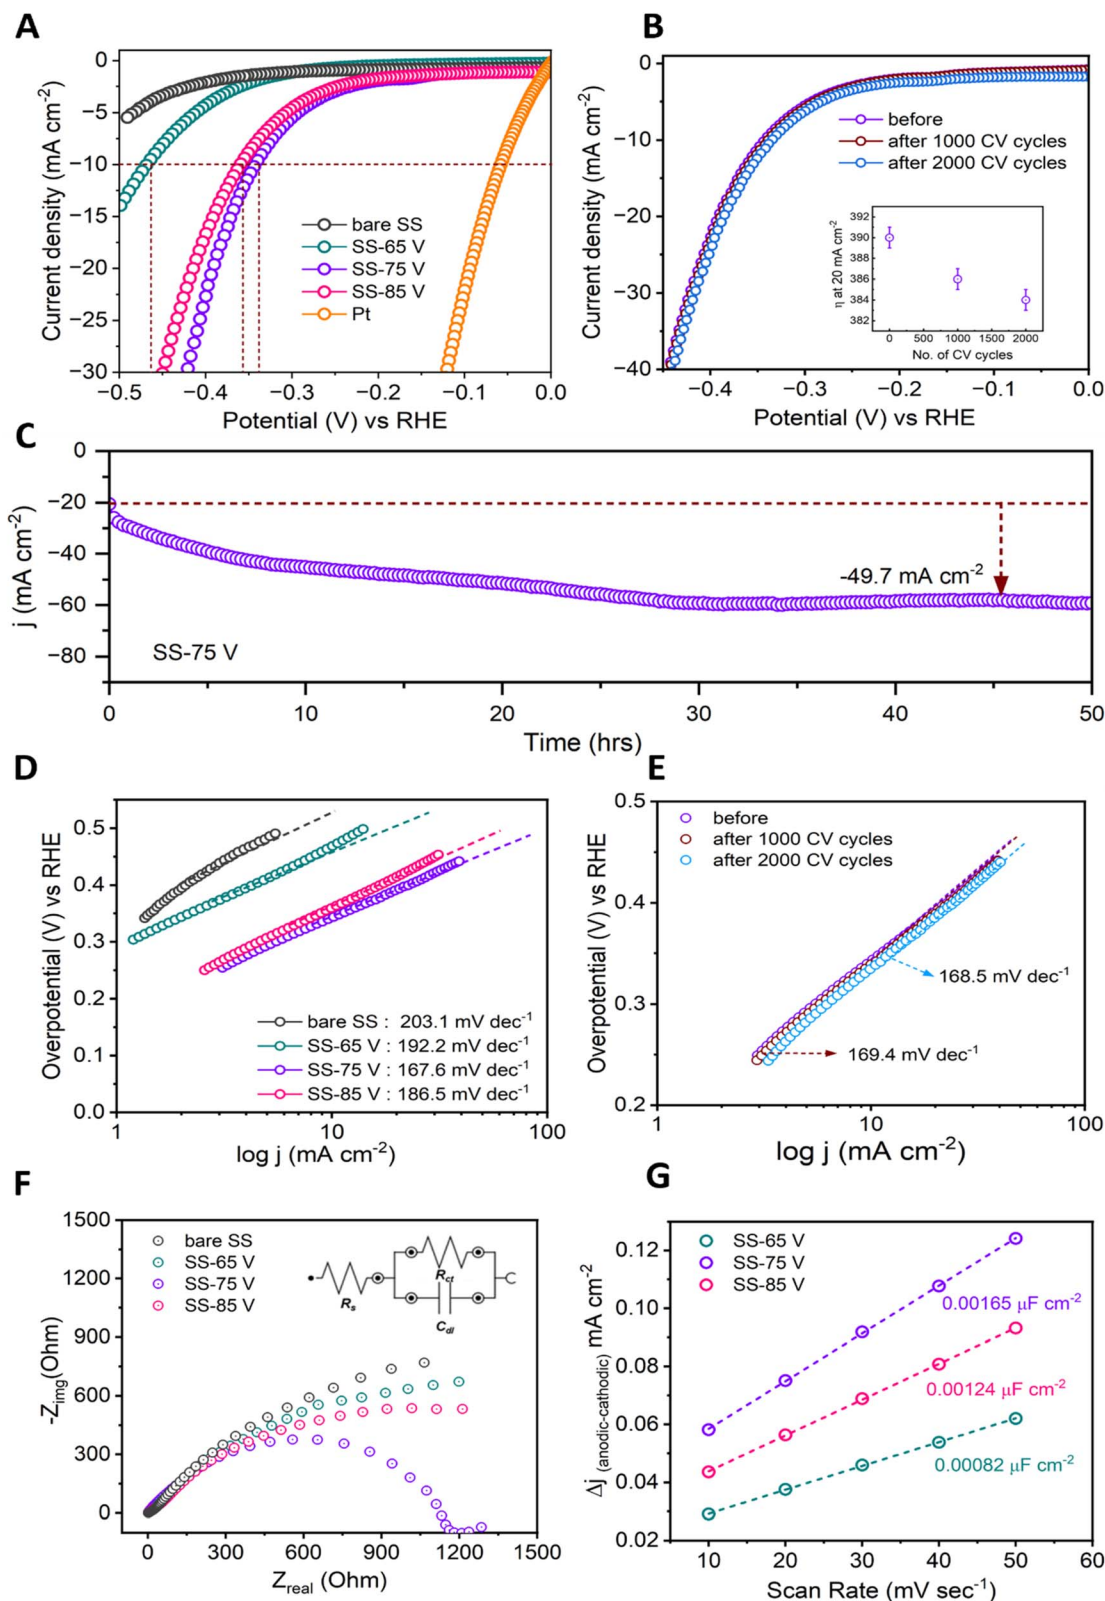 A
0
−5
−10
−15
−20
−25
−30
Current density (mA cm-2)
bare SS
SS-65 V
SS-75 V
SS-85 V
Pt
−0.5
−0.4
−0.3
−0.2
−0.1
0.0
Potential (V) vs RHE
B
0
−10
−20
−30
−40
Current density (mA cm-2)
before
after 1000 CV cycles
after 2000 CV cycles
392
390
388
386
384
382
η at 20 mA cm-2
0
500
1000
1500
2000
No. of CV cycles
−0.4
−0.3
−0.2
−0.1
0.0
Potential (V) vs RHE
C
0
−20
−40
−60
−80
j (mA cm-2)
-49.7 mA cm-2
SS-75 V
0
10
20
30
40
50
Time (hrs)
D
0.5
0.4
0.3
0.2
0.1
0.0
Overpotential (V) vs RHE
bare SS : 203.1 mV dec-1
SS-65 V : 192.2 mV dec-1
SS-75 V : 167.6 mV dec-1
SS-85 V : 186.5 mV dec-1
1
10
100
log j (mA cm-2)
E
0.5
0.4
0.3
0.2
Overpotential (V) vs RHE
before
after 1000 CV cycles
after 2000 CV cycles
168.5 mV dec-1
169.4 mV dec-1
1
10
100
log j (mA cm-2)
F
1500
1200
900
600
300
0
-Zimg(Ohm)
bare SS
SS-65 V
SS-75 V
SS-85 V
Rs
Rct
Cdl
0
300
600
900
1200
1500
Zreal (Ohm)
G
0.12
0.10
0.08
0.06
0.04
0.02
Δj (anodic-cathodic) mA cm-2
SS-65 V
SS-75 V
SS-85 V
0.00165 μF cm-2
0.00124 μF cm-2
0.00082 μF cm-2
10
20
30
40
50
60
Scan Rate (mV sec-1)